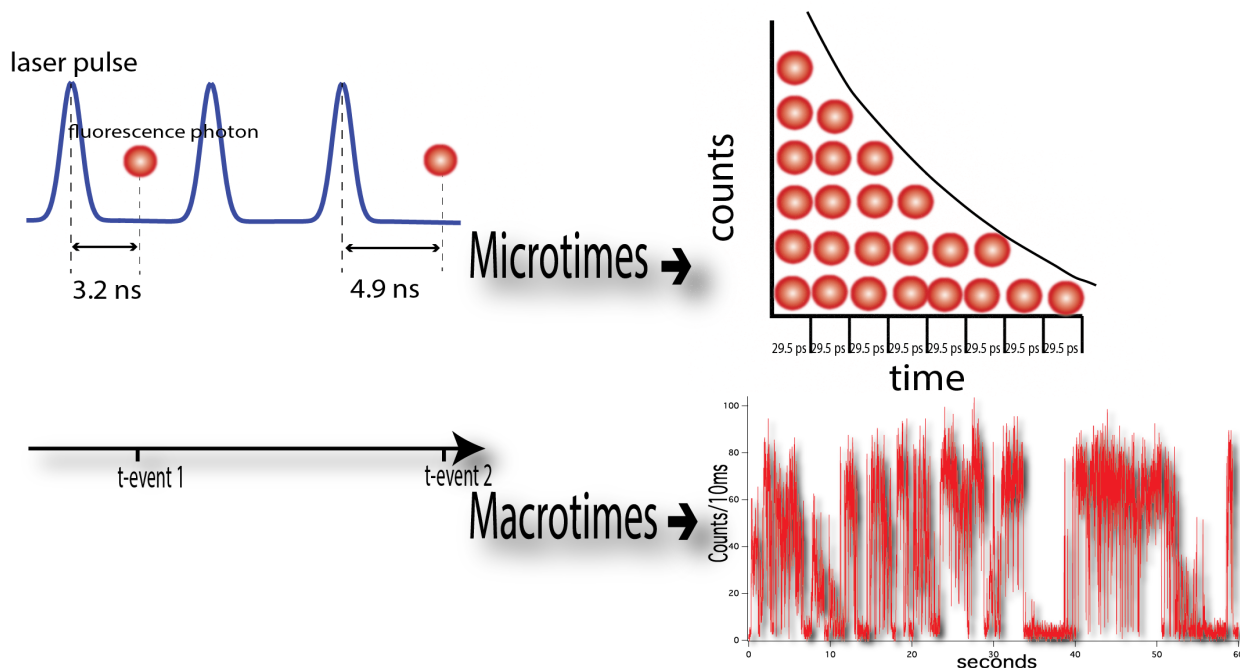 laser pulse
fluorescence photon
3.2 ns
4.9 ns
Microtimes
counts
29.5 ps 29.5 ps 29.5 ps 29.5 ps 29.5 ps 29.5 ps 29.5 ps 29.5 ps
time
t-event 1
t-event 2
Macrotimes
Counts/10ms
100
80
60
40
20
0
0 10 20 30 40 50 60
seconds